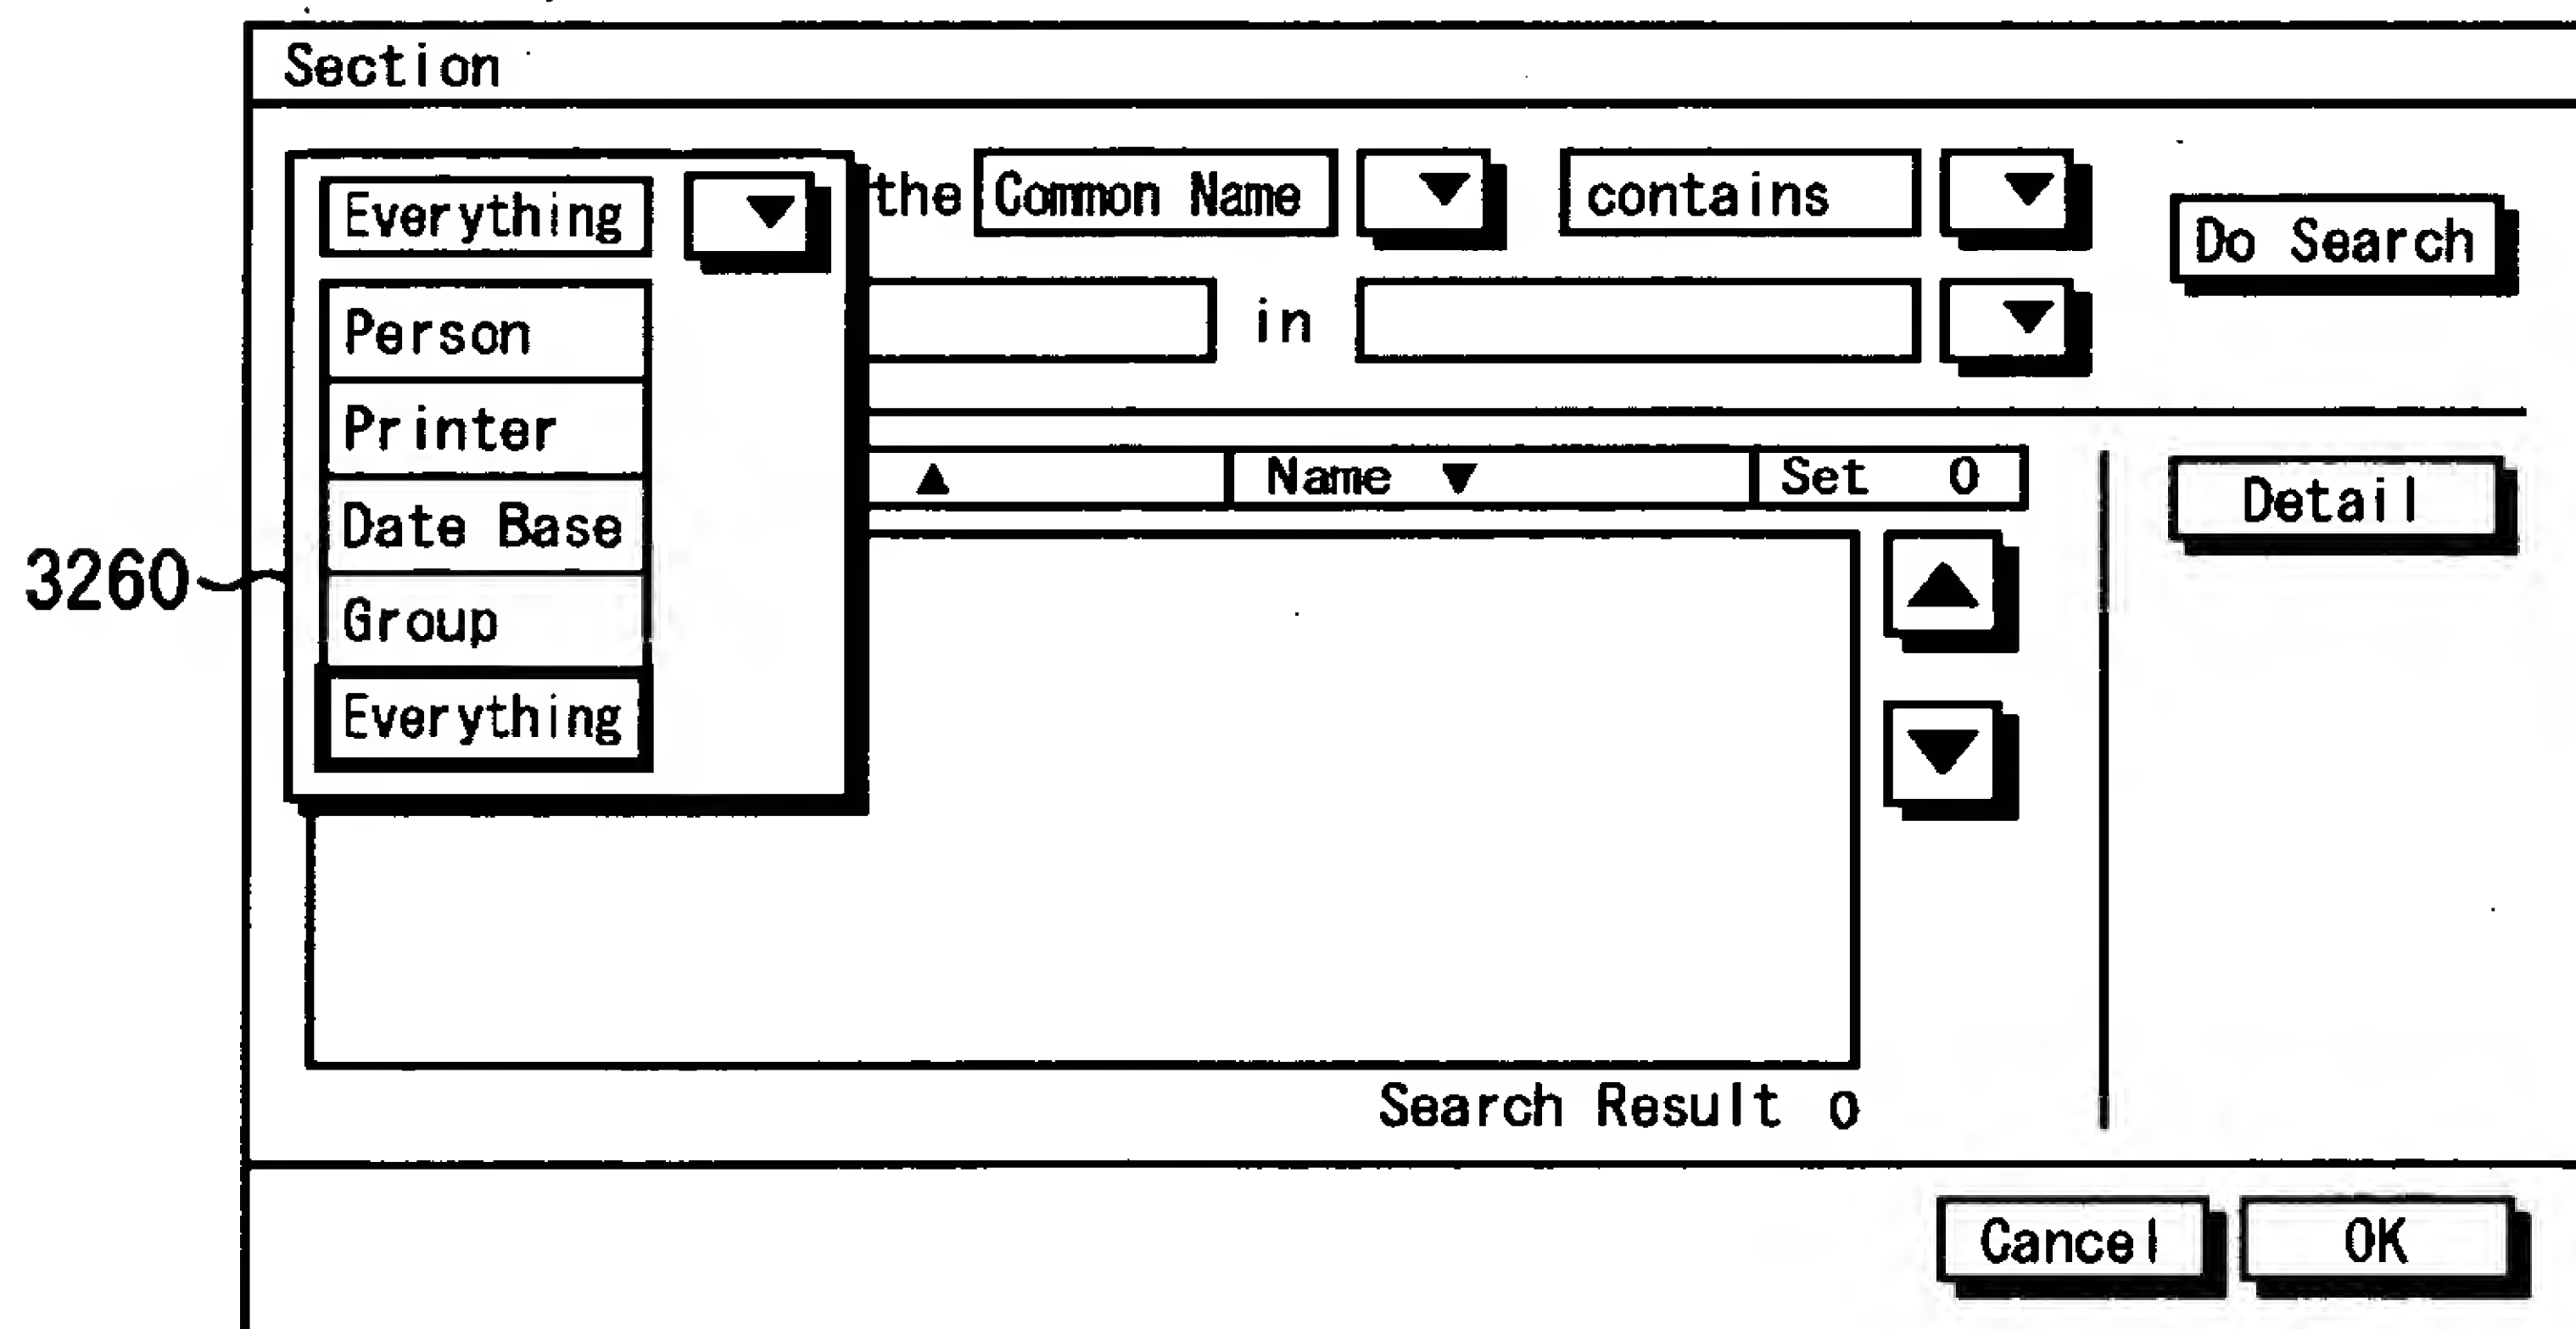 Section
Everything ▼ the Common Name ▼ contains ▼ Do Search
in ▼
Person
Printer
▲ Name ▼ Set 0 Detail
Date Base
3260
Group
Everything
Search Result 0
Cancel OK